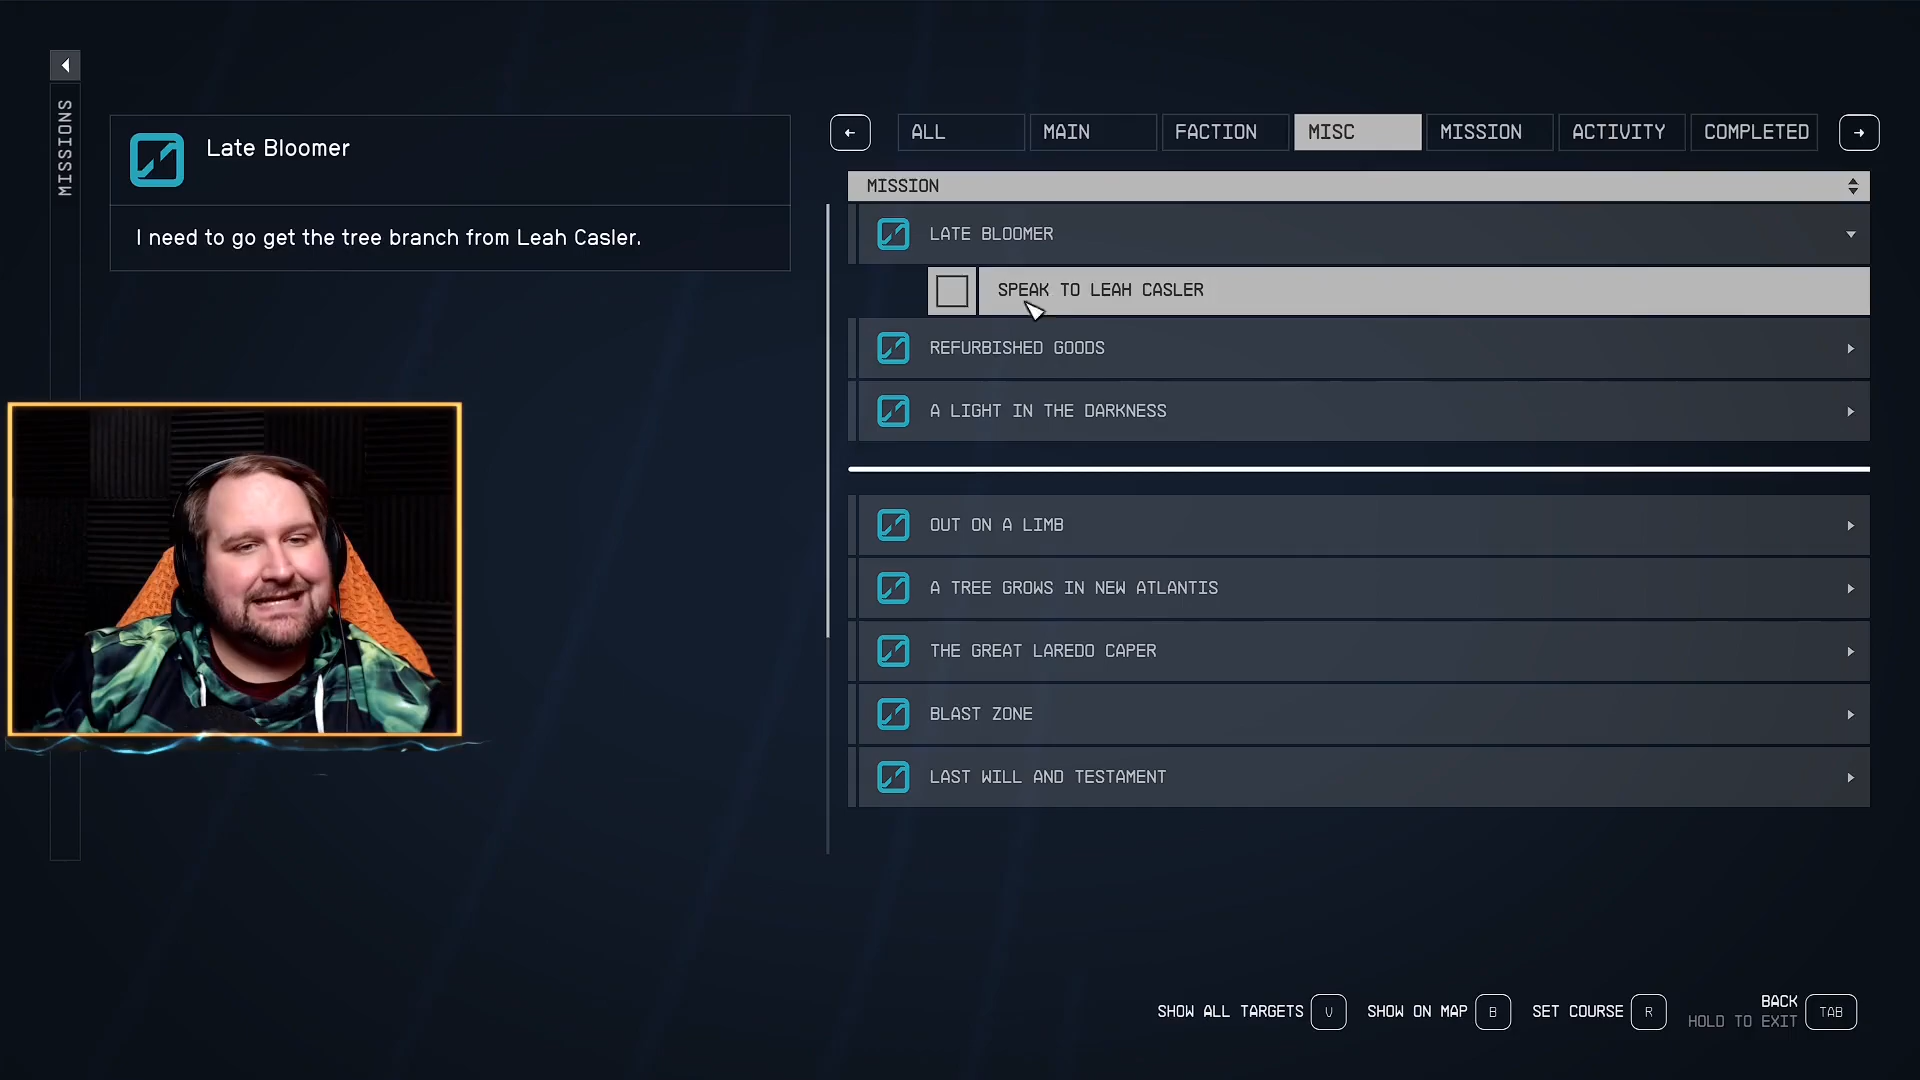 MISSIONS
Late Bloomer
I need to go get the tree branch from Leah Casler.
ALL
MAIN
FACTION
MISC
MISSION
ACTIVITY
COMPLETED
MISSION
LATE BLOOMER
SPEAK TO LEAH CASLER
REFURBISHED GOODS
A LIGHT IN THE DARKNESS
OUT ON A LIMB
A TREE GROWS IN NEW ATLANTIS
THE GREAT LAREDO CAPER
BLAST ZONE
LAST WILL AND TESTAMENT
SHOW ALL TARGETS V
SHOW ON MAP B
SET COURSE R
BACK
HOLD TO EXIT
TAB